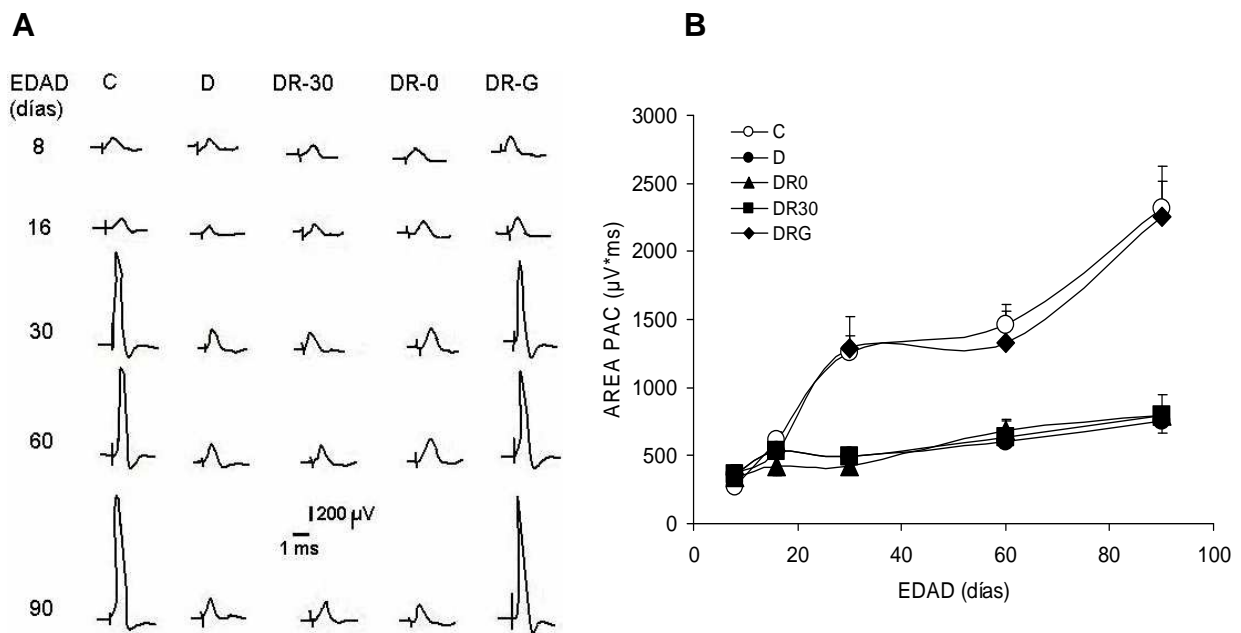 A
EDAD (días)
C D DR-30 DR-0 DR-G
8
16
30
60
90
200 µV
1 ms
B
AREA PAC (µV*ms)
3000
2500
2000
1500
1000
500
0
C
D
DR0
DR30
DRG
0 20 40 60 80 100
EDAD (días)